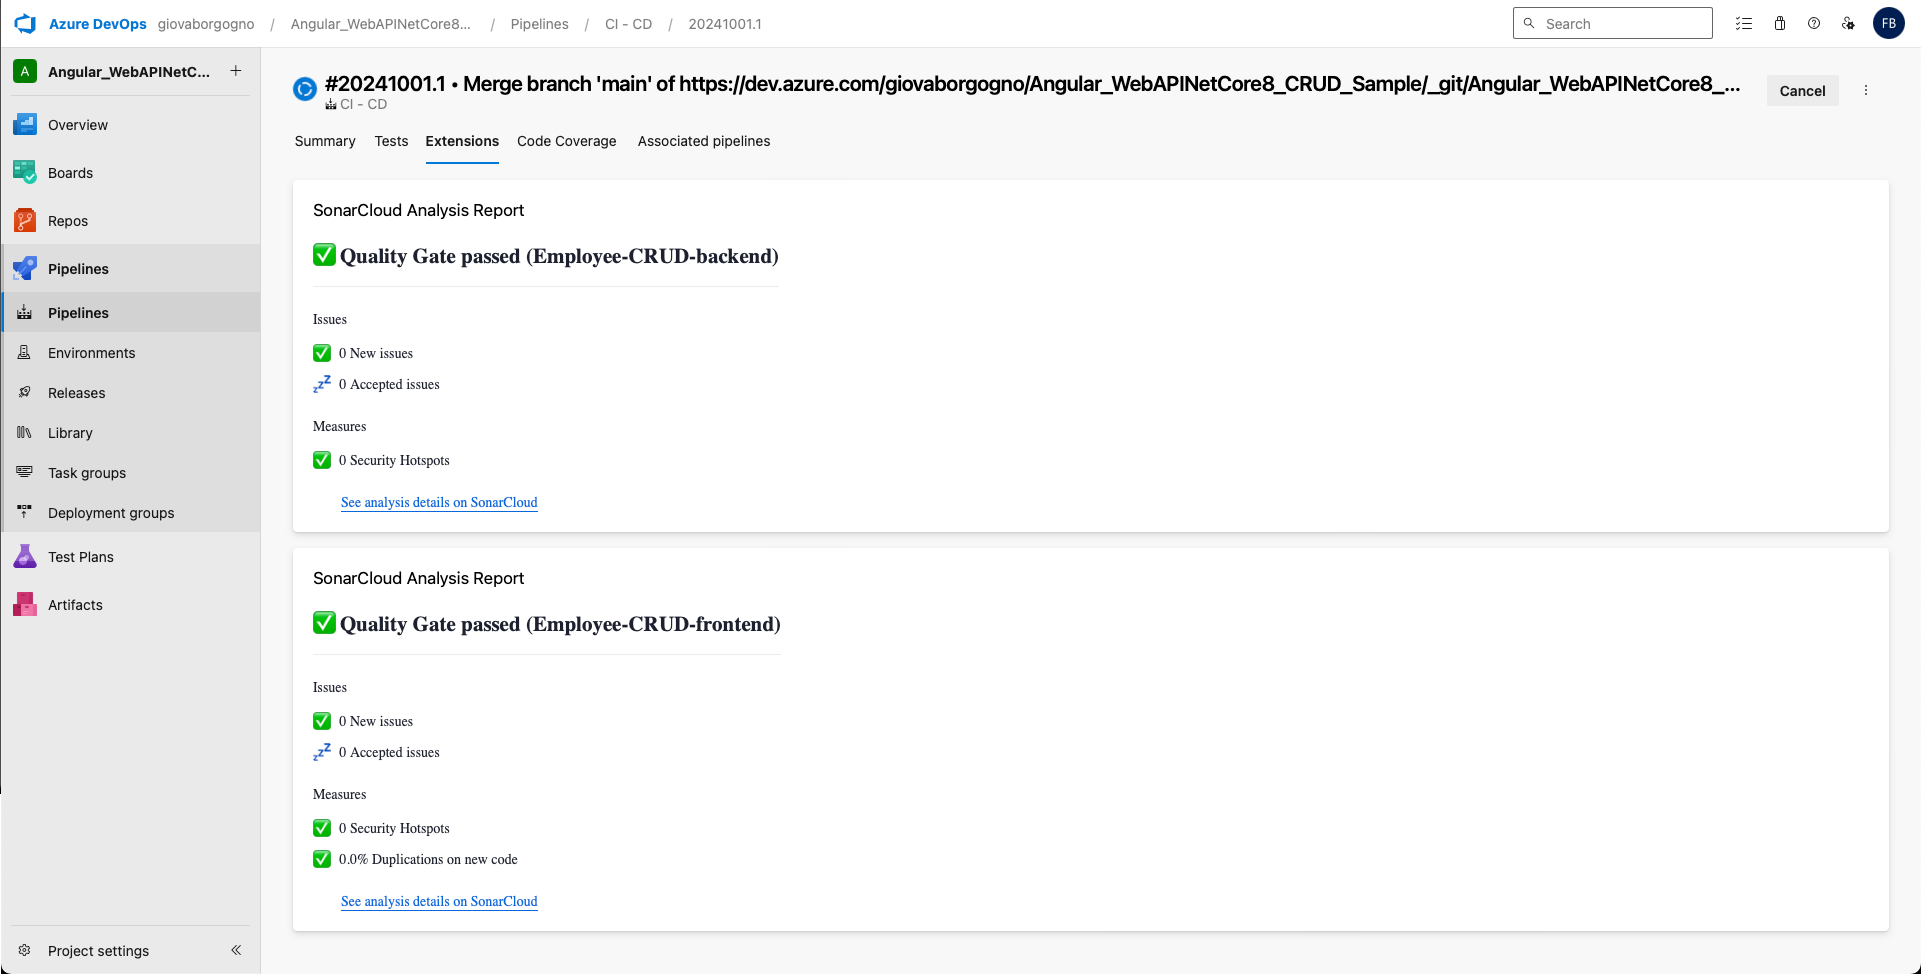 Azure DevOps giovaborgogno / Angular_WebAPINetCore8... / Pipelines / CI - CD / 20241001.1
Search
FB
A Angular_WebAPINetC... +
Overview
Boards
Repos
Pipelines
Pipelines
Environments
Releases
Library
Task groups
Deployment groups
Test Plans
Artifacts
Project settings
#20241001.1 • Merge branch 'main' of https://dev.azure.com/giovaborgogno/Angular_WebAPINetCore8_CRUD_Sample/_git/Angular_WebAPINetCore8_...
CI - CD
Cancel
Summary Tests Extensions Code Coverage Associated pipelines
SonarCloud Analysis Report
✅ Quality Gate passed (Employee-CRUD-backend)
Issues
✅ 0 New issues
💤 0 Accepted issues
Measures
✅ 0 Security Hotspots
See analysis details on SonarCloud
SonarCloud Analysis Report
✅ Quality Gate passed (Employee-CRUD-frontend)
Issues
✅ 0 New issues
💤 0 Accepted issues
Measures
✅ 0 Security Hotspots
✅ 0.0% Duplications on new code
See analysis details on SonarCloud